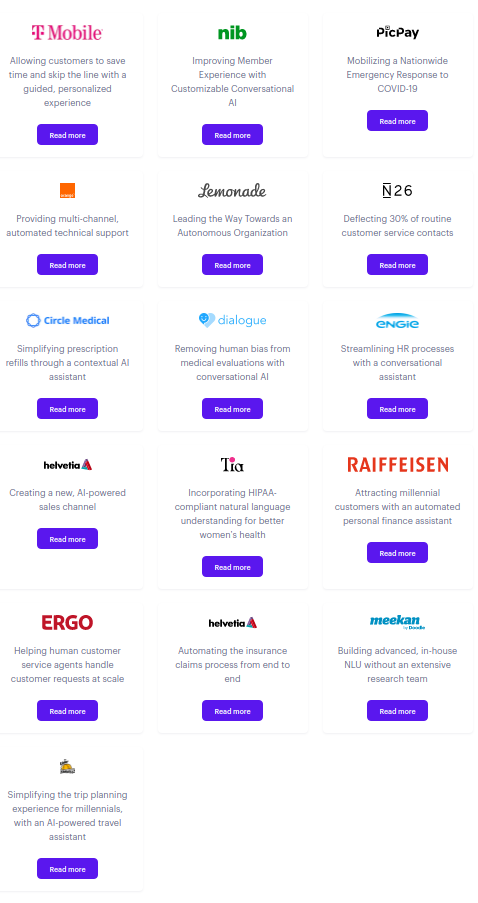 T Mobile
Allowing customers to save
time and skip the line with a
guided, personalized
experience
Read more
nib
Improving Member
Experience with
Customizable Conversational
AI
Read more
PicPay
Mobilizing a Nationwide
Emergency Response to
COVID-19
Read more
Providing multi-channel,
automated technical support
Read more
Lemonade
Leading the Way Towards an
Autonomous Organization
Read more
N26
Deflecting 30% of routine
customer service contacts
Read more
Circle Medical
Simplifying prescription
refills through a contextual AI
assistant
Read more
dialogue
Removing human bias from
medical evaluations with
conversational AI
Read more
ENGIE
Streamlining HR processes
with a conversational
assistant
Read more
helvetia
Creating a new, AI-powered
sales channel
Read more
Tia
Incorporating HIPAA-
compliant natural language
understanding for better
women's health
Read more
RAIFFEISEN
Attracting millennial
customers with an automated
personal finance assistant
Read more
ERGO
Helping human customer
service agents handle
customer requests at scale
Read more
helvetia
Automating the insurance
claims process from end to
end
Read more
meekan
by Doodle
Building advanced, in-house
NLU without an extensive
research team
Read more
Simplifying the trip planning
experience for millennials,
with an AI-powered travel
assistant
Read more